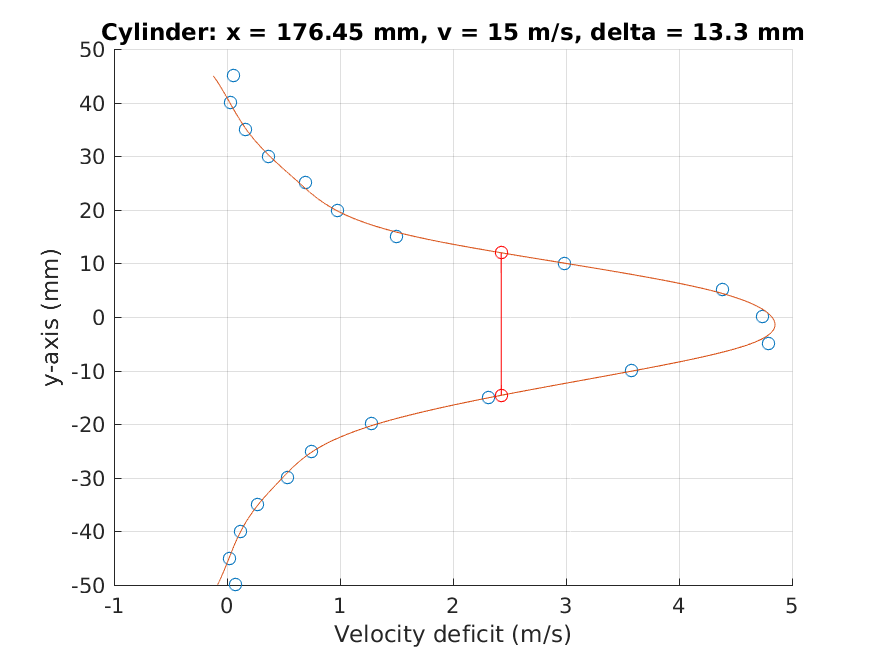 Cylinder: x = 176.45 mm, v = 15 m/s, delta = 13.3 mm
50
40
30
20
10
0
-10
-20
-30
-40
-50
y-axis (mm)
-1 0 1 2 3 4 5
Velocity deficit (m/s)